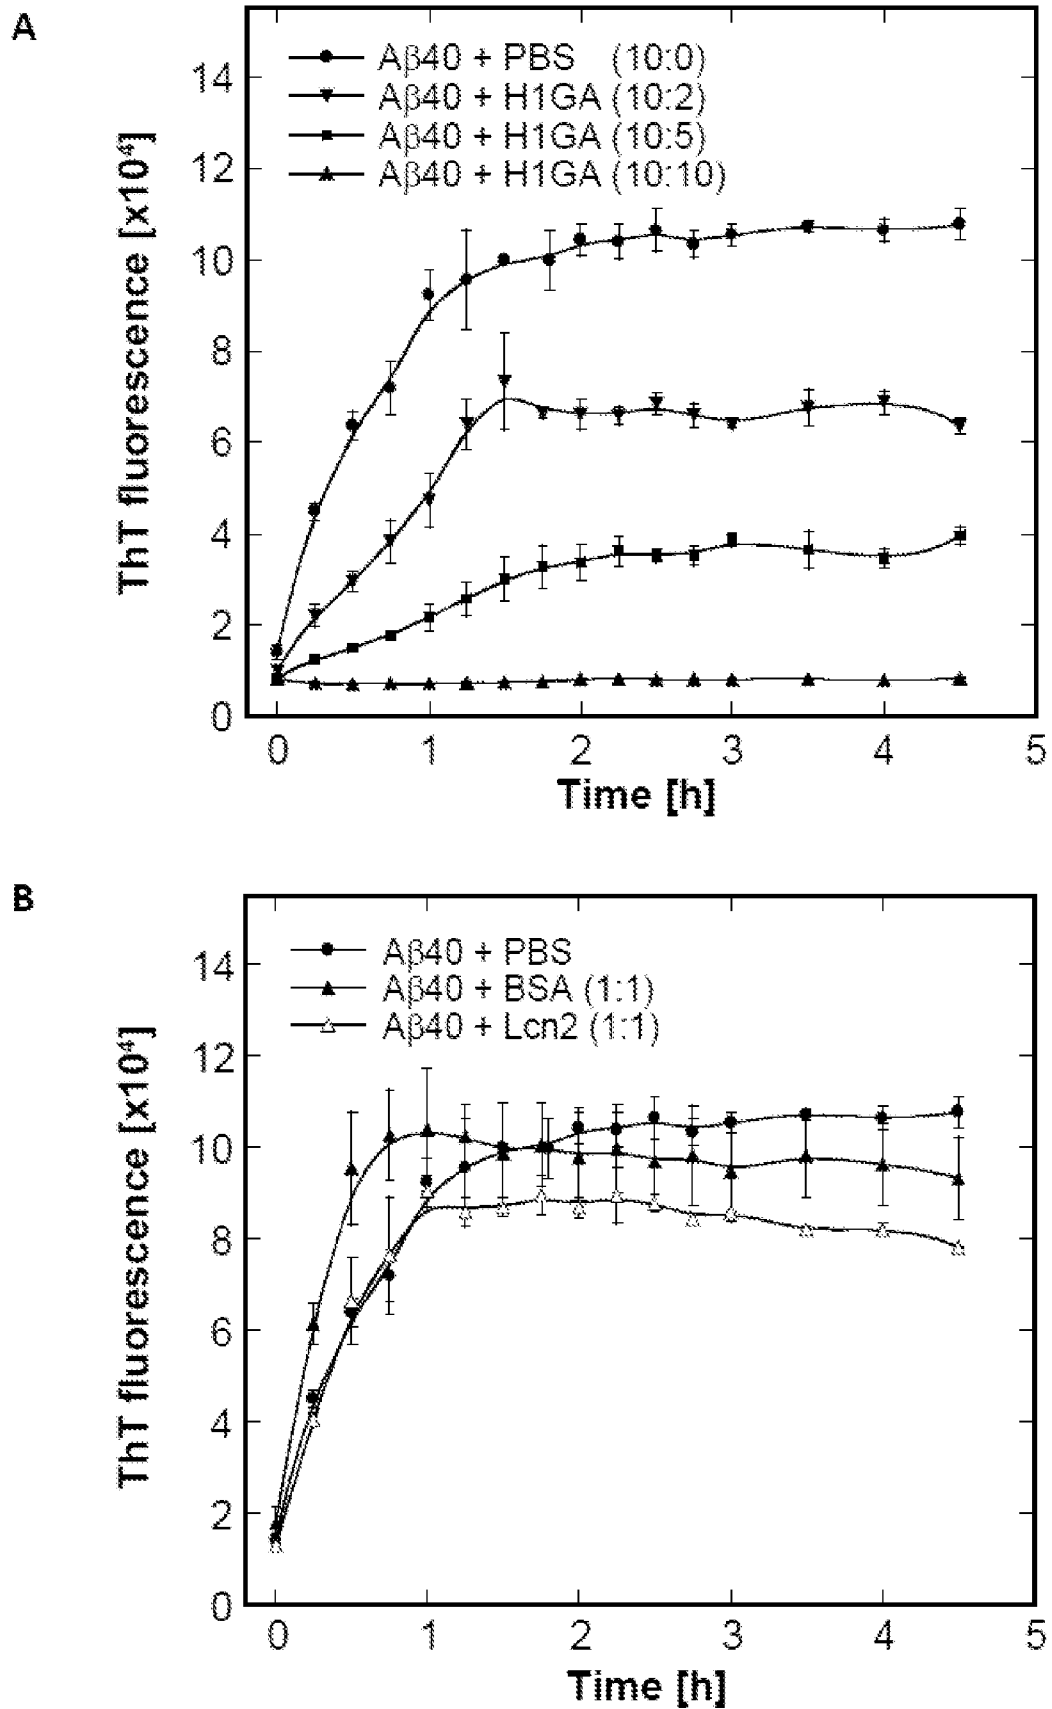 A
Aβ40 + PBS (10:0)
Aβ40 + H1GA (10:2)
Aβ40 + H1GA (10:5)
Aβ40 + H1GA (10:10)
ThT fluorescence [x10⁴]
14
12
10
8
6
4
2
0
0 1 2 3 4 5
Time [h]
B
Aβ40 + PBS
Aβ40 + BSA (1:1)
Aβ40 + Lcn2 (1:1)
ThT fluorescence [x10⁴]
14
12
10
8
6
4
2
0
0 1 2 3 4 5
Time [h]